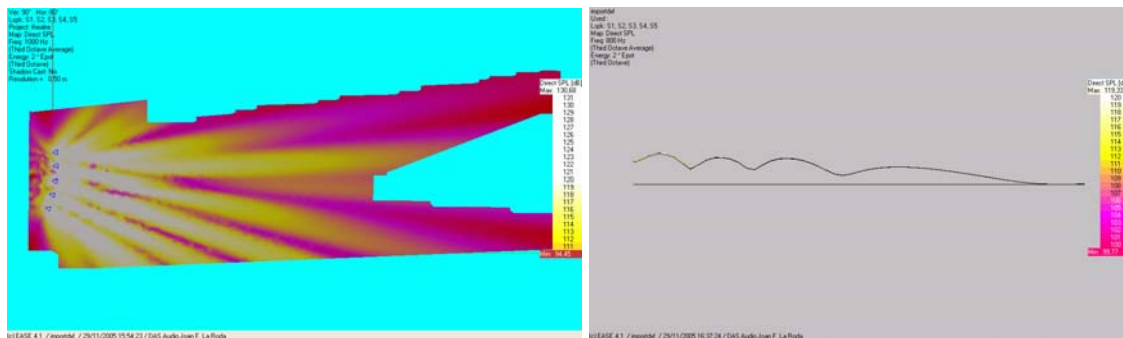 Ver: 90° Hor: 90°
Lspk: S1, S2, S3, S4, S5
Project: theatre
Map: Direct SPL
Freq: 1000 Hz
(Third Octave Average)
Energy: 2 * Epot
(Third Octave)
Shadow Cast: No
Resolution = 0,50 m
Direct SPL [dB]
Max: 130,68
131
130
129
128
127
126
125
124
123
122
121
120
119
118
117
116
115
114
113
112
111
Min: 94,45
(c) EASE 4.1 / importdxf / 29/11/2005 15:54:23 / DAS Audio Joan F. La Roda
importdxf
Used:
Lspk: S1, S2, S3, S4, S5
Map: Direct SPL
Freq: 800 Hz
(Third Octave Average)
Energy: 2 * Epot
(Third Octave)
Direct SPL [d
Max: 119,33
120
119
118
117
116
115
114
113
112
111
110
109
108
107
106
105
104
103
102
101
100
Min: 99,77
(c) EASE 4.1 / importdxf / 29/11/2005 16:37:24 / DAS Audio Joan F. La Roda